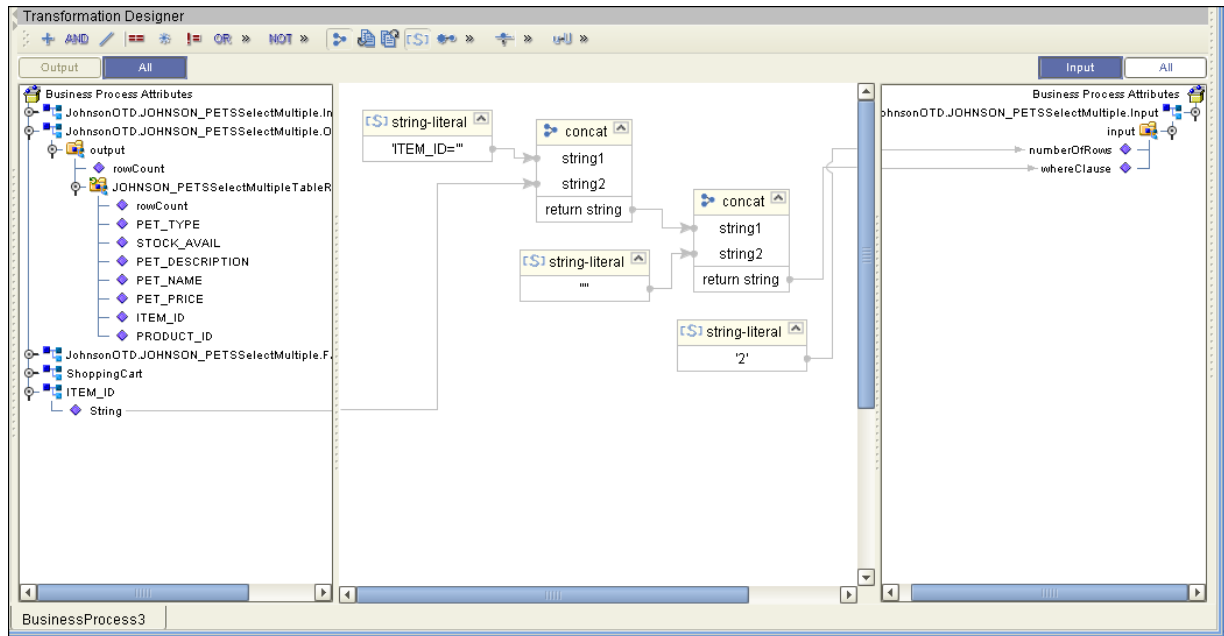 Transformation Designer
AND == != OR » NOT » [S] » » »
Output All Input All
Business Process Attributes
JohnsonOTD.JOHNSON_PETSSelectMultiple.In
JohnsonOTD.JOHNSON_PETSSelectMultiple.O
output
rowCount
JOHNSON_PETSSelectMultipleTableR
rowCount
PET_TYPE
STOCK_AVAIL
PET_DESCRIPTION
PET_NAME
PET_PRICE
ITEM_ID
PRODUCT_ID
JohnsonOTD.JOHNSON_PETSSelectMultiple.F
ShoppingCart
ITEM_ID
String
[S] string-literal
'ITEM_ID="'
concat
string1
string2
return string
[S] string-literal
'"'
concat
string1
string2
return string
[S] string-literal
'2'
Business Process Attributes
ohnsonOTD.JOHNSON_PETSSelectMultiple.Input
input
numberOfRows
whereClause
BusinessProcess3